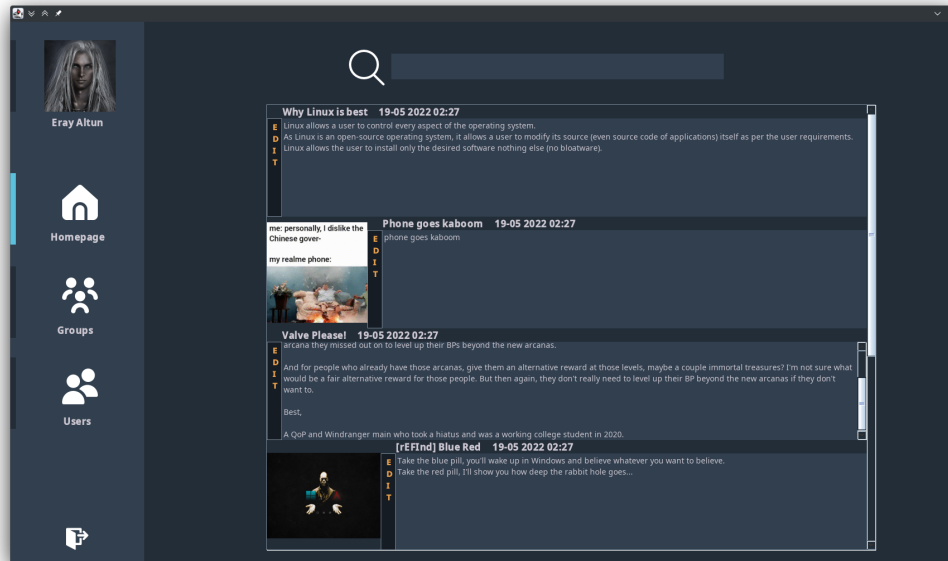 Eray Altun
Homepage
Groups
Users
Why Linux is best 19-05 2022 02:27
EDIT
Linux allows a user to control every aspect of the operating system.
As Linux is an open-source operating system, it allows a user to modify its source (even source code of applications) itself as per the user requirements.
Linux allows the user to install only the desired software nothing else (no bloatware).
me: personally, I dislike the
Chinese gover-
my realme phone:
Phone goes kaboom 19-05 2022 02:27
EDIT
phone goes kaboom
Valve Please! 19-05 2022 02:27
EDIT
arcana they missed out on to level up their BPs beyond the new arcanas.
And for people who already have those arcanas, give them an alternative reward at those levels, maybe a couple immortal treasures? I'm not sure what
would be a fair alternative reward for those people. But then again, they don't really need to level up their BP beyond the new arcanas if they don't
want to.
Best,
A QoP and Windranger main who took a hiatus and was a working college student in 2020.
[rEFInd] Blue Red 19-05 2022 02:27
EDIT
Take the blue pill, you'll wake up in Windows and believe whatever you want to believe.
Take the red pill, I'll show you how deep the rabbit hole goes...